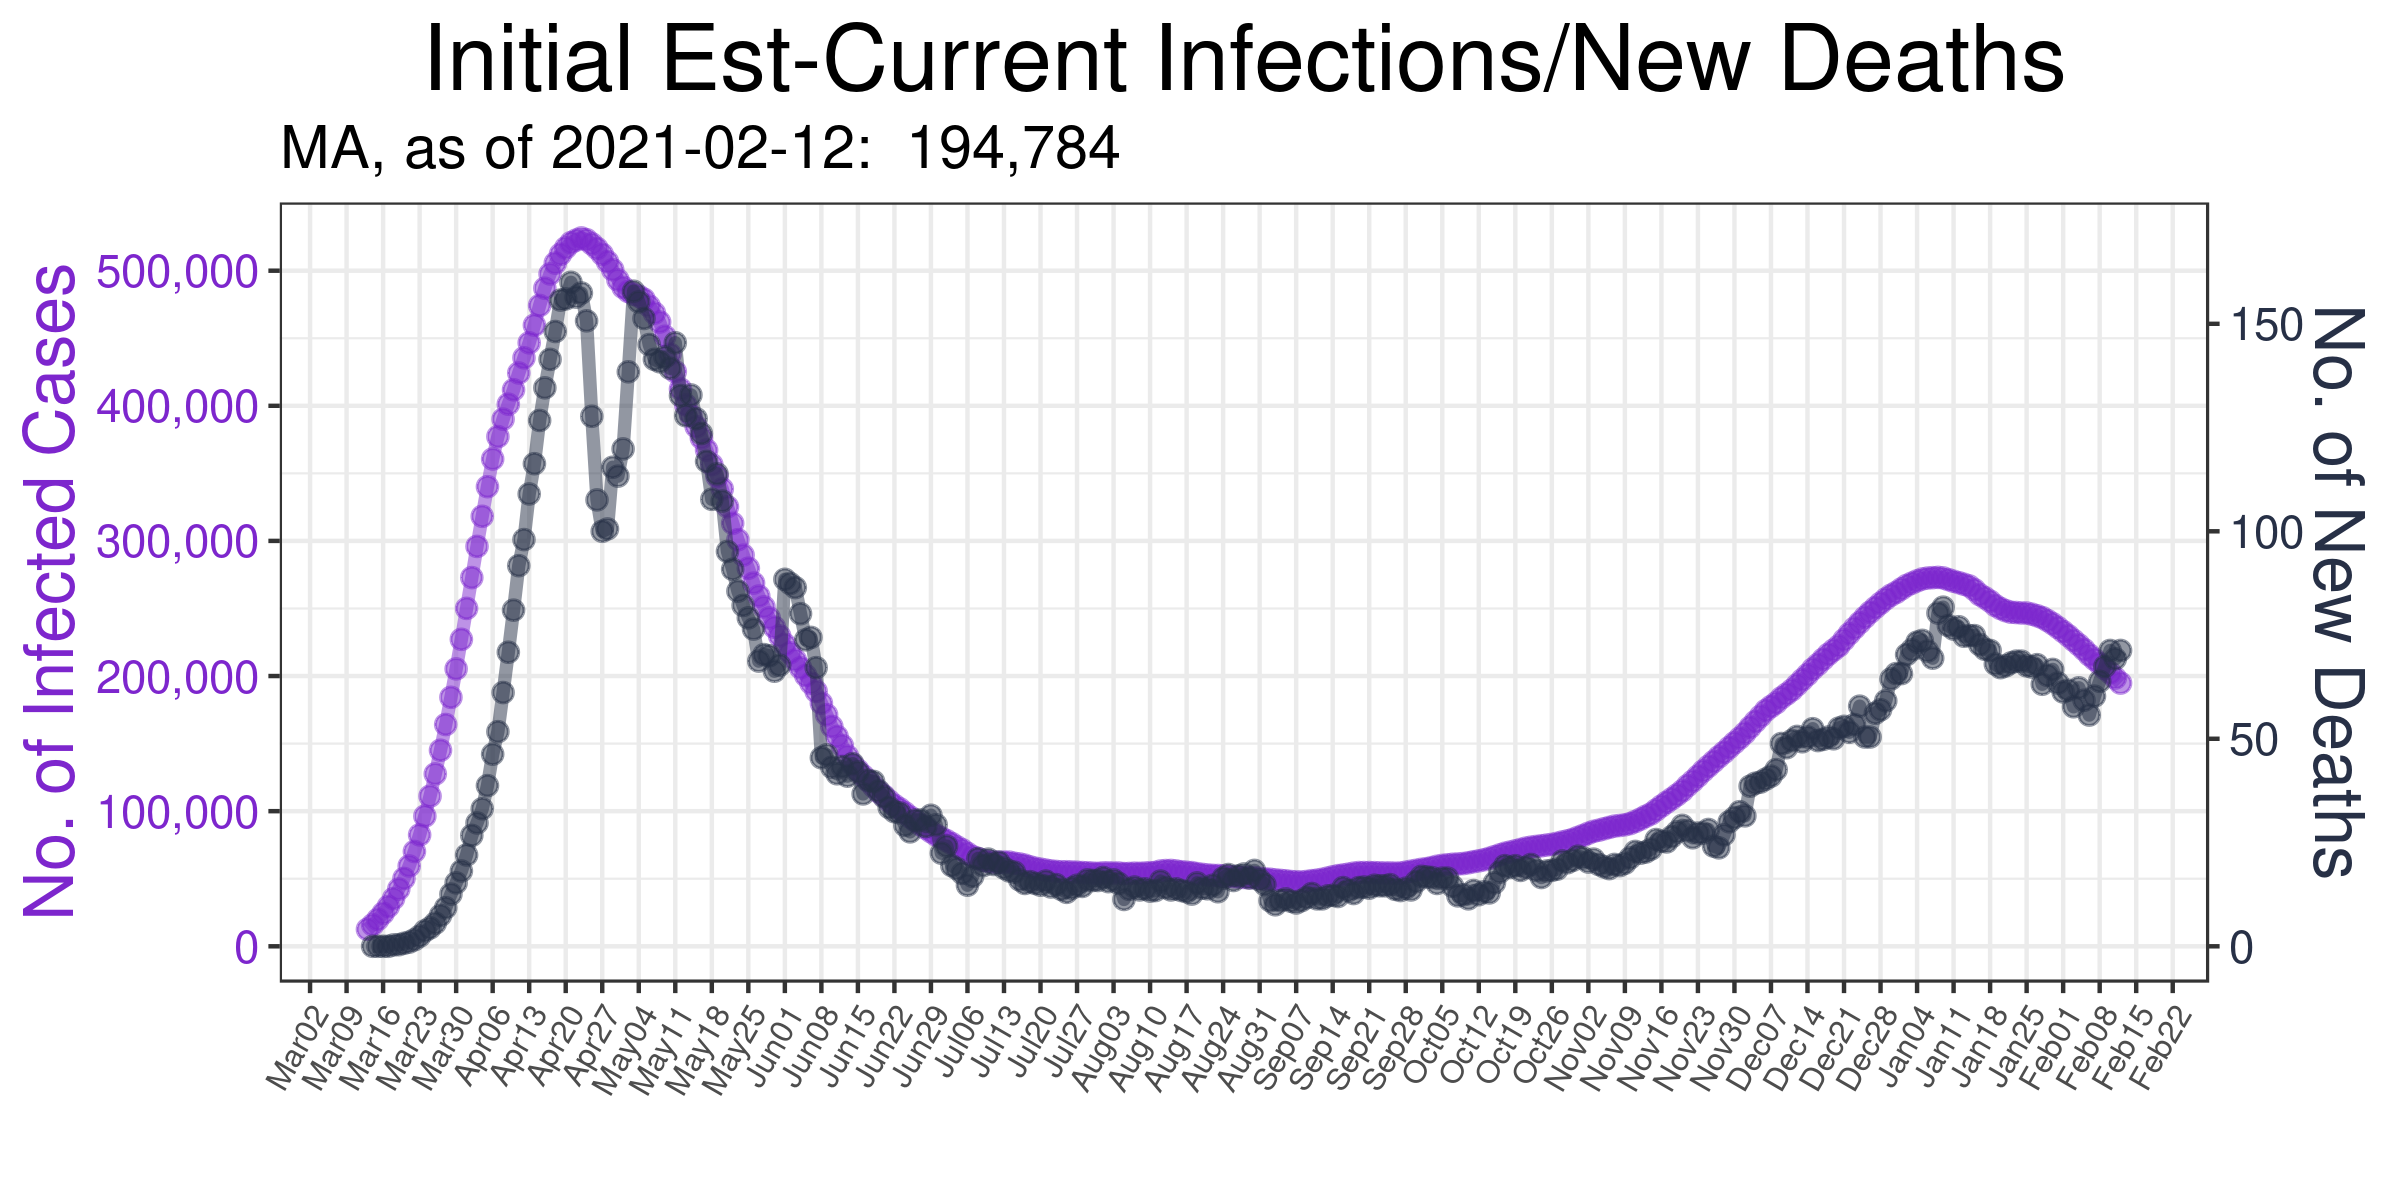 Initial Est-Current Infections/New Deaths
MA, as of 2021-02-12: 194,784
No. of Infected Cases
500,000
400,000
300,000
200,000
100,000
0
150
100
50
0
No. of New Deaths
Mar02
Mar09
Mar16
Mar23
Mar30
Apr06
Apr13
Apr20
Apr27
May04
May11
May18
May25
Jun01
Jun08
Jun15
Jun22
Jun29
Jul06
Jul13
Jul20
Jul27
Aug03
Aug10
Aug17
Aug24
Aug31
Sep07
Sep14
Sep21
Sep28
Oct05
Oct12
Oct19
Oct26
Nov02
Nov09
Nov16
Nov23
Nov30
Dec07
Dec14
Dec21
Dec28
Jan04
Jan11
Jan18
Jan25
Feb01
Feb08
Feb15
Feb22